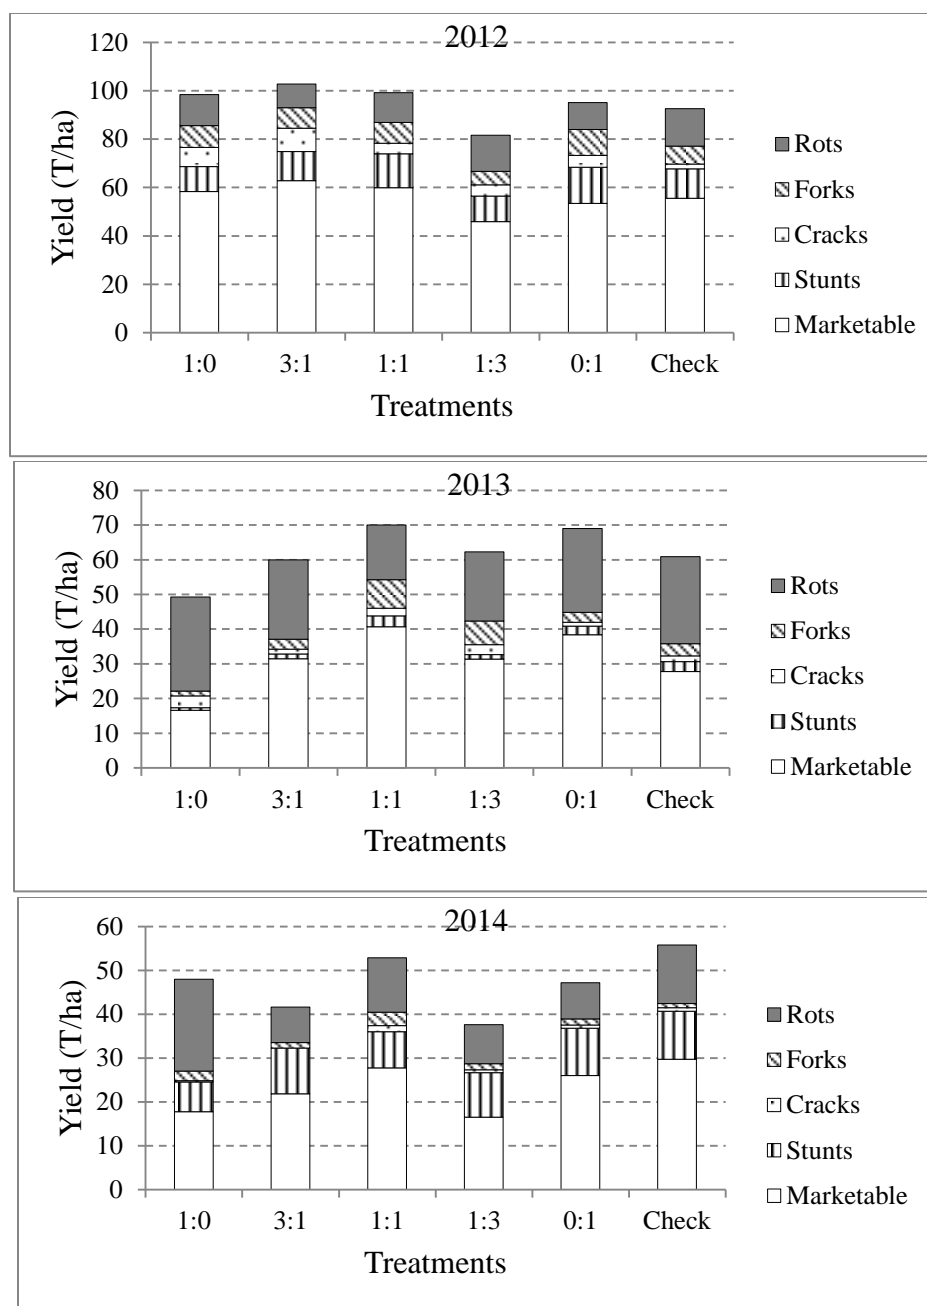 2012
Yield (T/ha)
120
100
80
60
40
20
0
1:0 3:1 1:1 1:3 0:1 Check
Treatments
Rots
Forks
Cracks
Stunts
Marketable
2013
Yield (T/ha)
80
70
60
50
40
30
20
10
0
1:0 3:1 1:1 1:3 0:1 Check
Treatments
Rots
Forks
Cracks
Stunts
Marketable
2014
Yield (T/ha)
60
50
40
30
20
10
0
1:0 3:1 1:1 1:3 0:1 Check
Treatments
Rots
Forks
Cracks
Stunts
Marketable